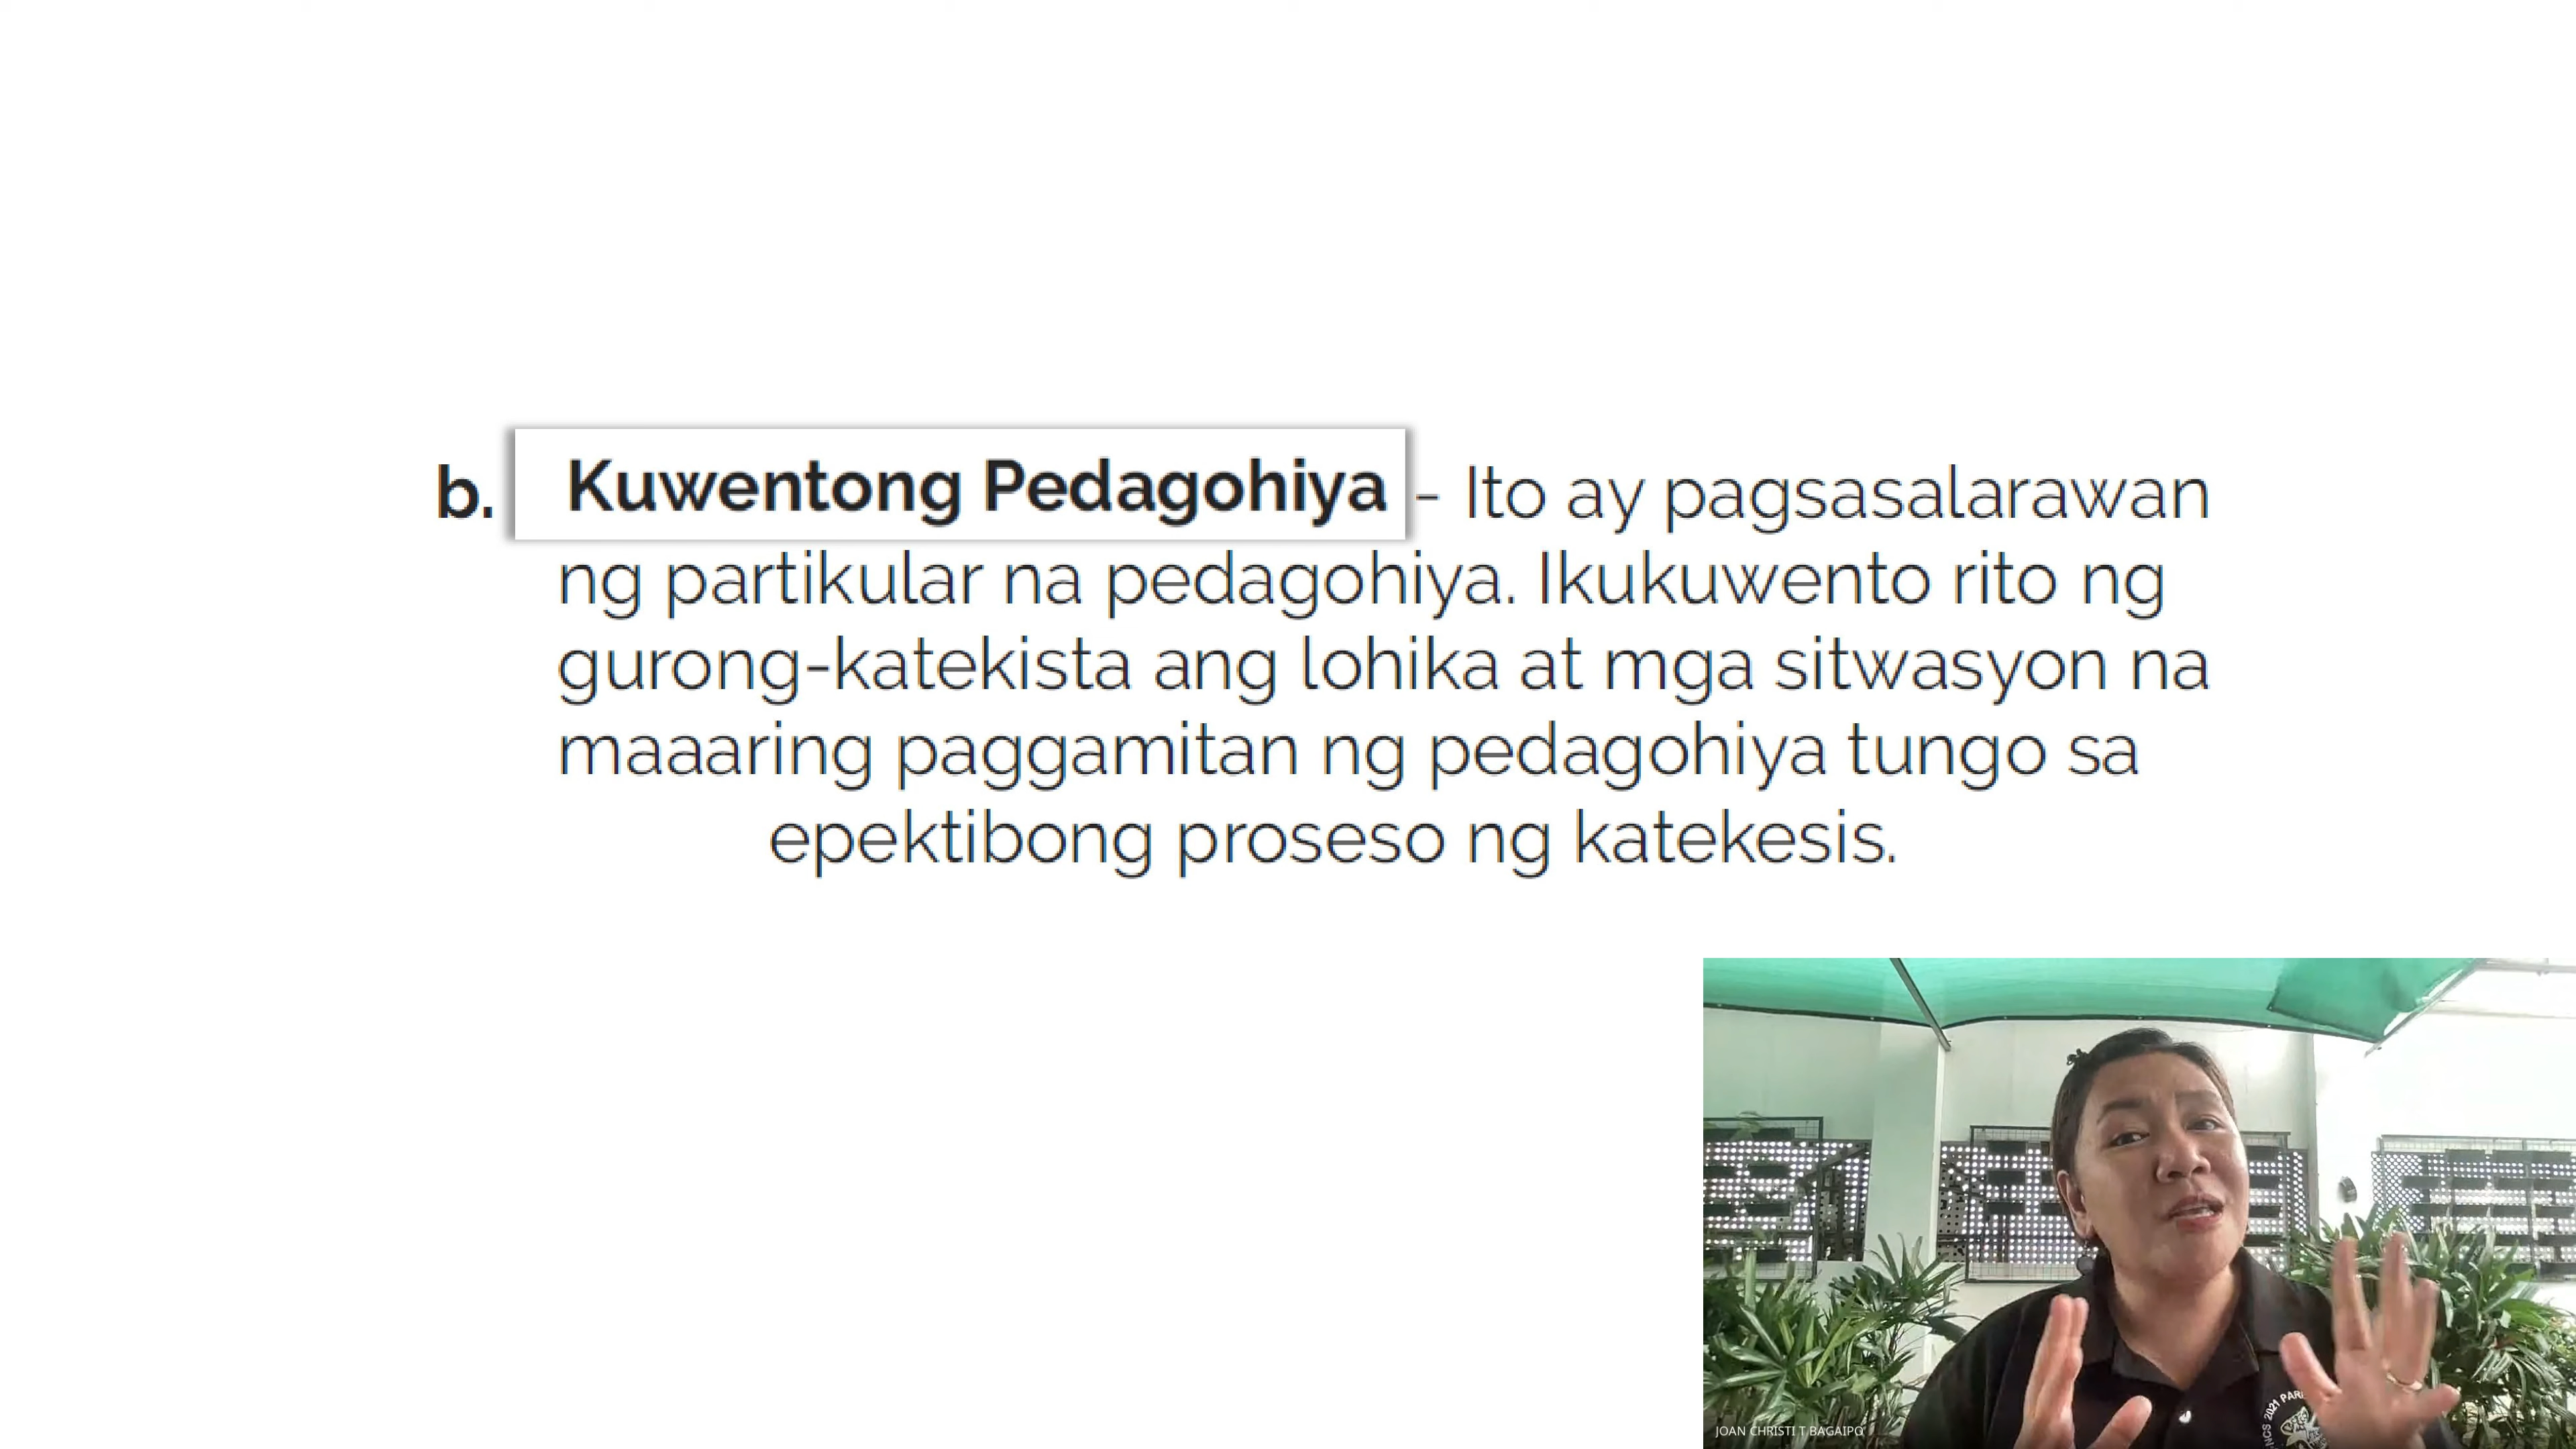 b. Kuwentong Pedagohiya - Ito ay pagsasalarawan
ng partikular na pedagohiya. Ikukuwento rito ng
gurong-katekista ang lohika at mga sitwasyon na
maaaring paggamitan ng pedagohiya tungo sa
epektibong proseso ng katekesis.
JOAN CHRISTI T BAGAIPO
2021